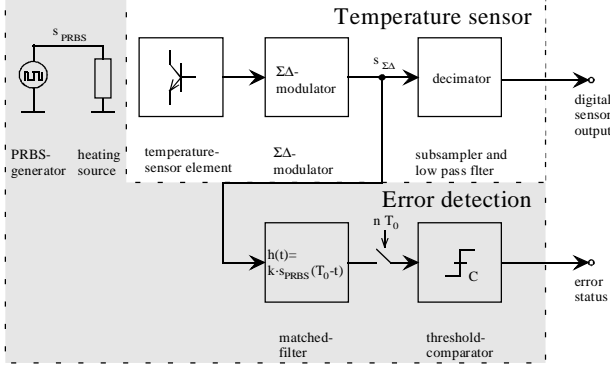 Temperature sensor
s PRBS
ΣΔ-
modulator
s ΣΔ
decimator
digital
sensor
output
PRBS-
generator
heating
source
temperature-
sensor element
ΣΔ-
modulator
subsampler and
low pass flter
Error detection
n T0
h(t)=
k·sPRBS(T0-t)
C
error
status
matched-
filter
threshold-
comparator